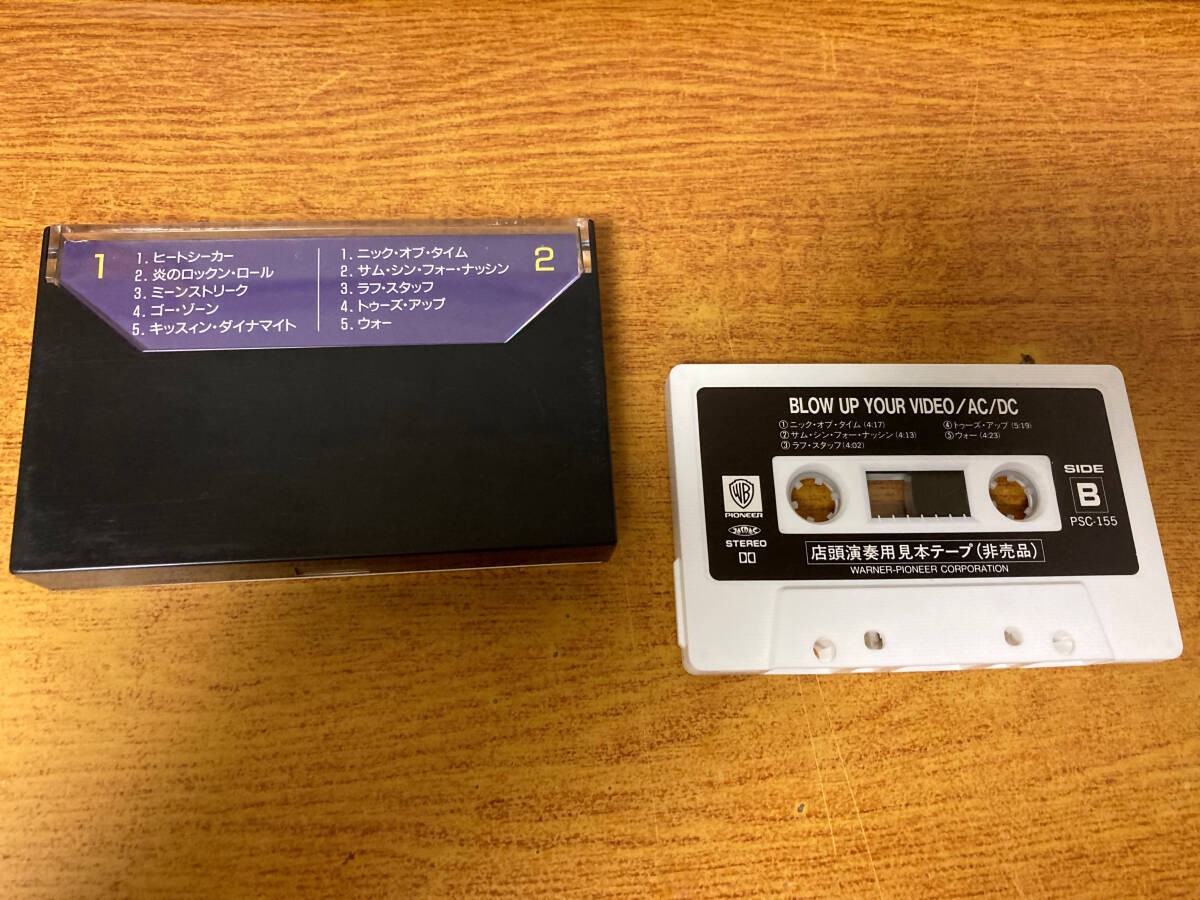 1
1. ヒートシーカー
2. 炎のロックン・ロール
3. ミーンストリーク
4. ゴー・ゾーン
5. キッスィン・ダイナマイト
1. ニック・オブ・タイム
2. サム・シン・フォー・ナッシン
3. ラフ・スタッフ
4. トゥーズ・アップ
5. ウォー
2
BLOW UP YOUR VIDEO/AC/DC
①ニック・オブ・タイム(4:17)
②サム・シン・フォー・ナッシン(4:13)
③ラフ・スタッフ(4:02)
④トゥーズ・アップ(5:19)
⑤ウォー(4:23)
WB
PIONEER
STEREO
SIDE
B
PSC-155
店頭演奏用見本テープ(非売品)
WARNER-PIONEER CORPORATION